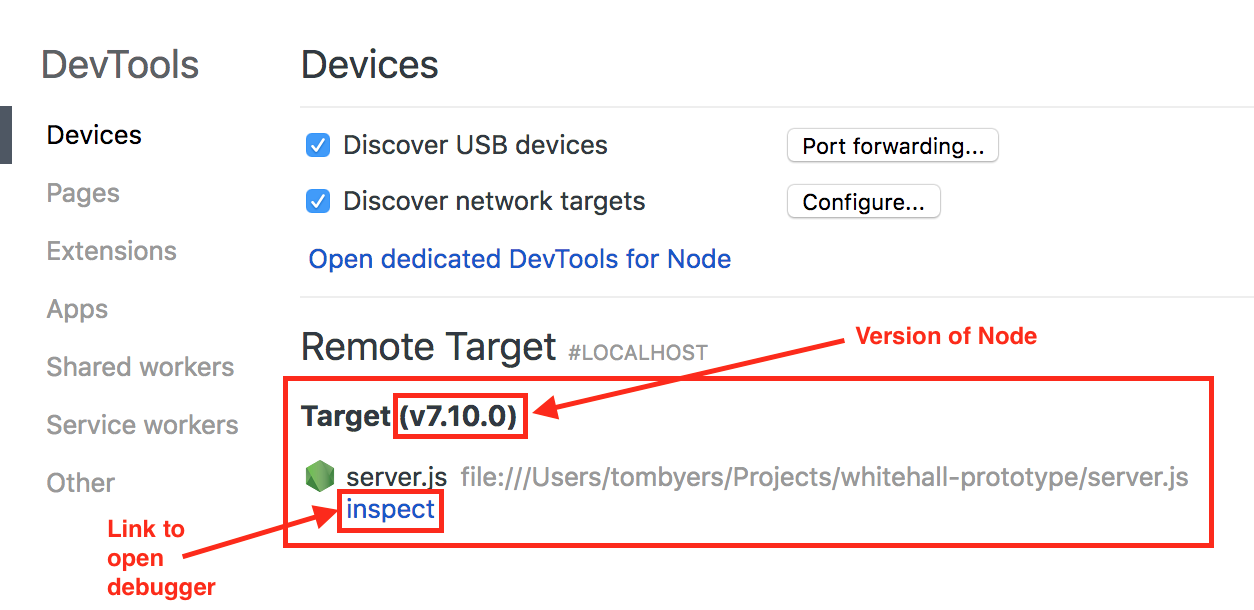 DevTools
Devices
Pages
Extensions
Apps
Shared workers
Service workers
Other
Devices
Discover USB devices
Port forwarding...
Discover network targets
Configure...
Open dedicated DevTools for Node
Remote Target #LOCALHOST
Version of Node
Target (v7.10.0)
server.js file:///Users/tombyers/Projects/whitehall-prototype/server.js
inspect
Link to
open
debugger